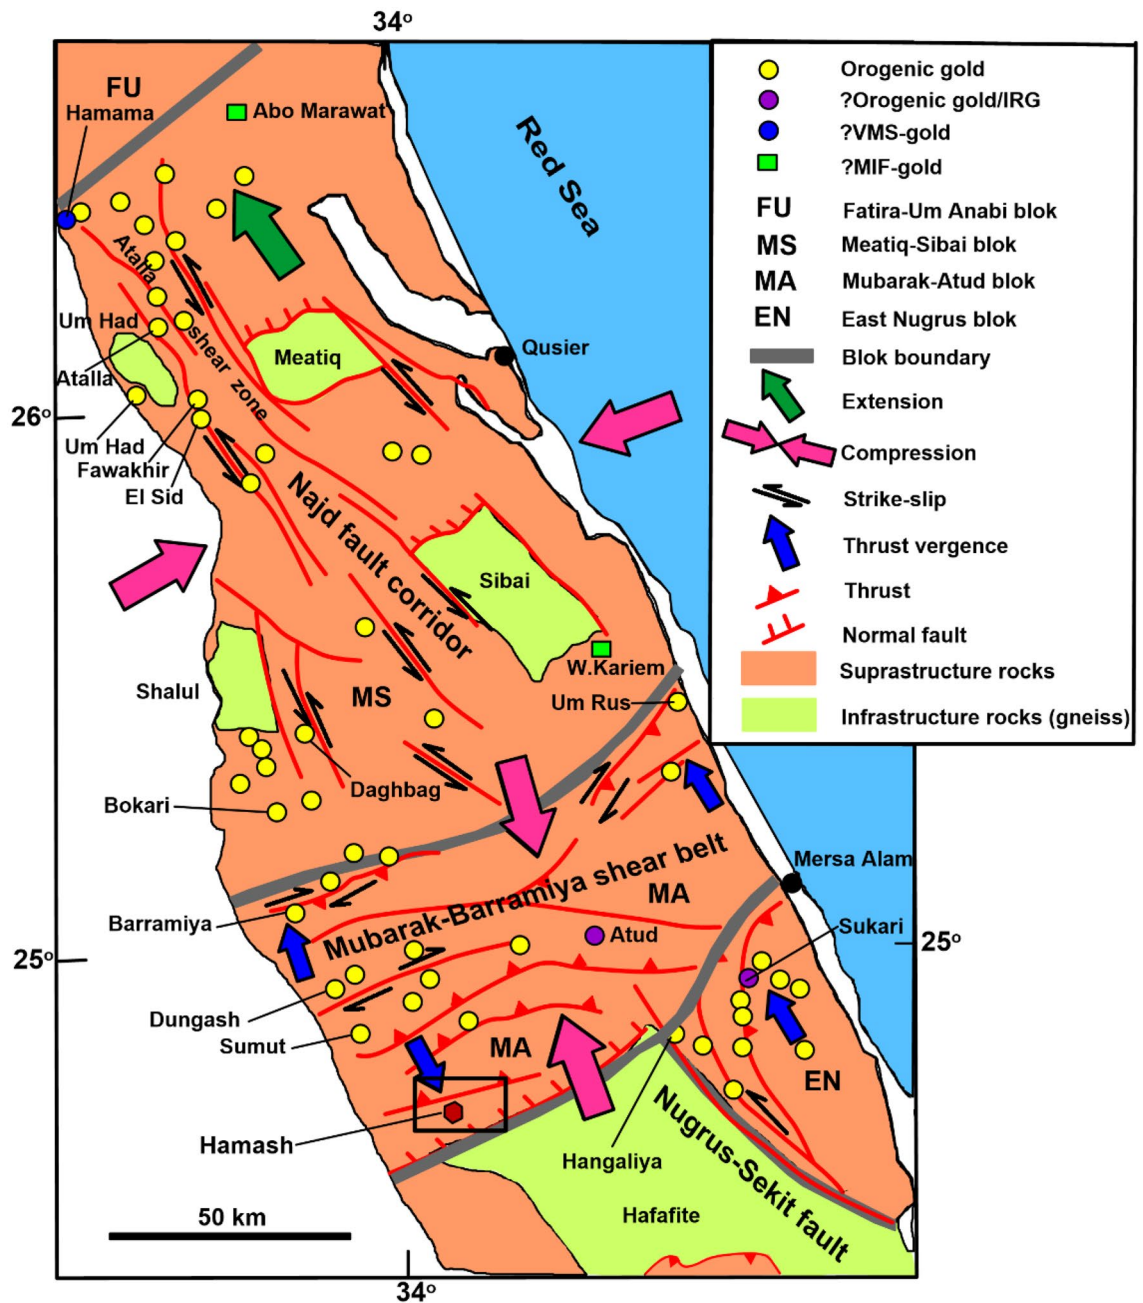 34°
FU
Hamama
Abo Marawat
Red Sea
Atalla
shear zone
Um Had
Meatiq
Qusier
Atalla
26°
Um Had
Fawakhir
El Sid
Najd fault corridor
Sibai
W.Kariem
Shalul
MS
Um Rus
Daghbag
Bokari
Mubarak-Barramiya shear belt
Mersa Alam
MA
Barramiya
Atud
Sukari
25°
25°
Dungash
Sumut
MA
EN
Hamash
Hangaliya
Nugrus-Sekit fault
Hafafite
50 km
34°
Orogenic gold
?Orogenic gold/IRG
?VMS-gold
?MIF-gold
FU Fatira-Um Anabi blok
MS Meatiq-Sibai blok
MA Mubarak-Atud blok
EN East Nugrus blok
Blok boundary
Extension
Compression
Strike-slip
Thrust vergence
Thrust
Normal fault
Suprastructure rocks
Infrastructure rocks (gneiss)